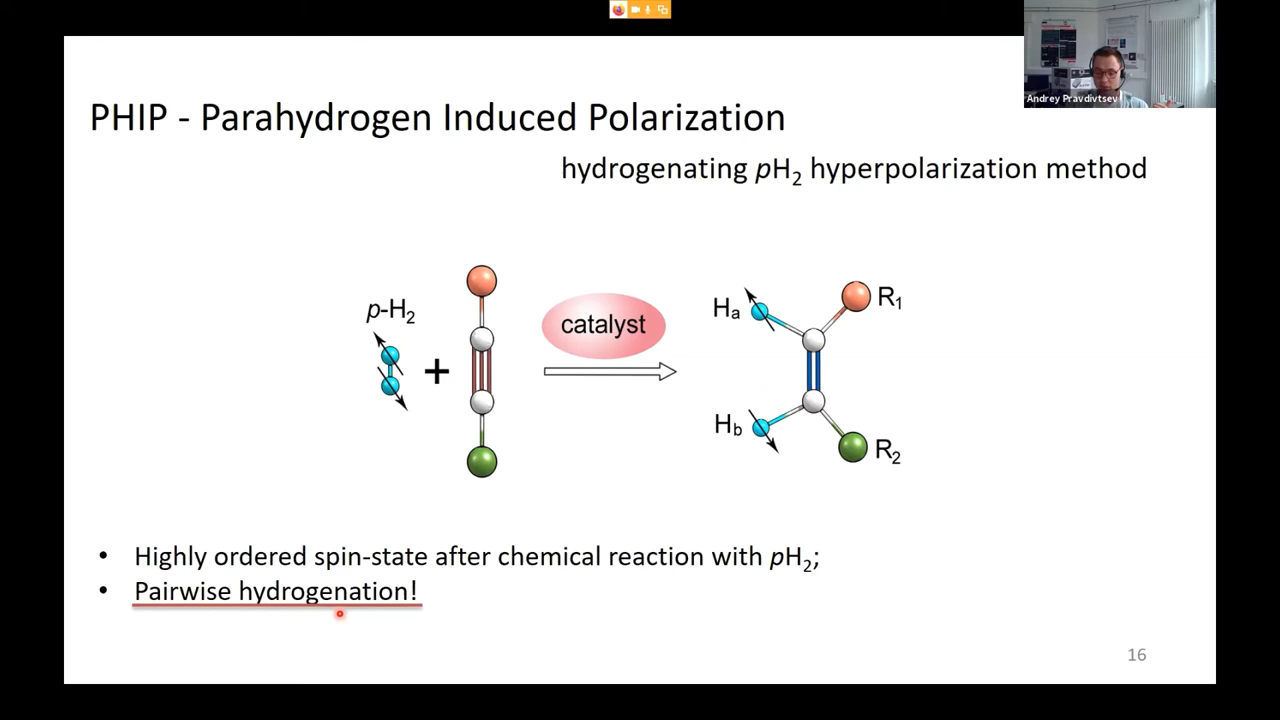 Andrey Pravdivtsev
PHIP - Parahydrogen Induced Polarization
hydrogenating pH₂ hyperpolarization method
p-H₂
+
catalyst
Hₐ
R₁
H_b
R₂
• Highly ordered spin-state after chemical reaction with pH₂;
• Pairwise hydrogenation!
16